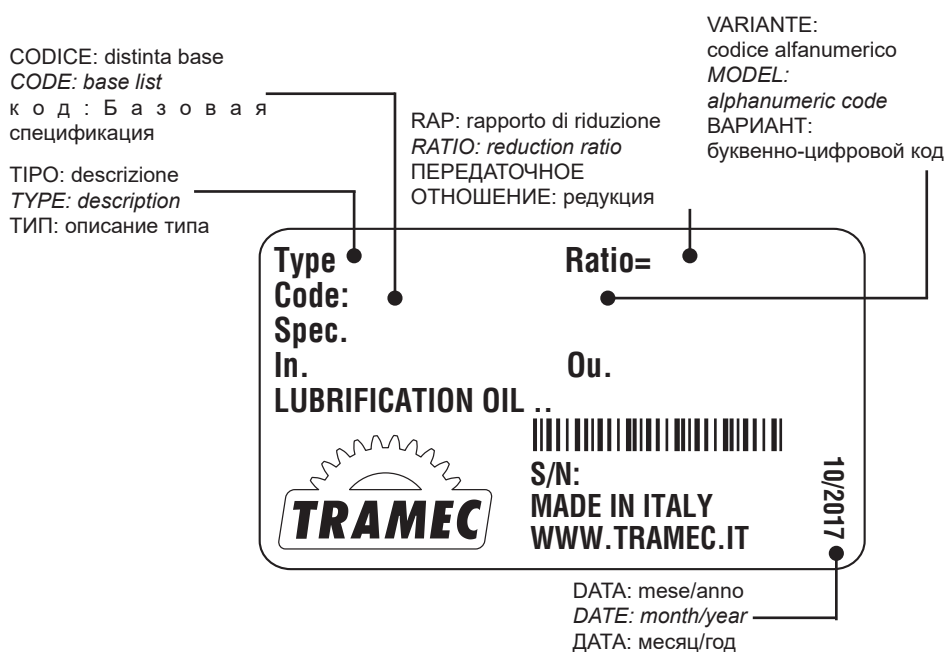 CODICE: distinta base
CODE: base list
к о д : Б а з о в а я
спецификация
TIPO: descrizione
TYPE: description
ТИП: описание типа
RAP: rapporto di riduzione
RATIO: reduction ratio
ПЕРЕДАТОЧНОЕ
ОТНОШЕНИЕ: редукция
VARIANTE:
codice alfanumerico
MODEL:
alphanumeric code
ВАРИАНТ:
буквенно-цифровой код
Type Ratio=
Code:
Spec.
In. Ou.
LUBRIFICATION OIL ..
TRAMEC
S/N:
MADE IN ITALY
WWW.TRAMEC.IT
10/2017
DATA: mese/anno
DATE: month/year
ДАТА: месяц/год